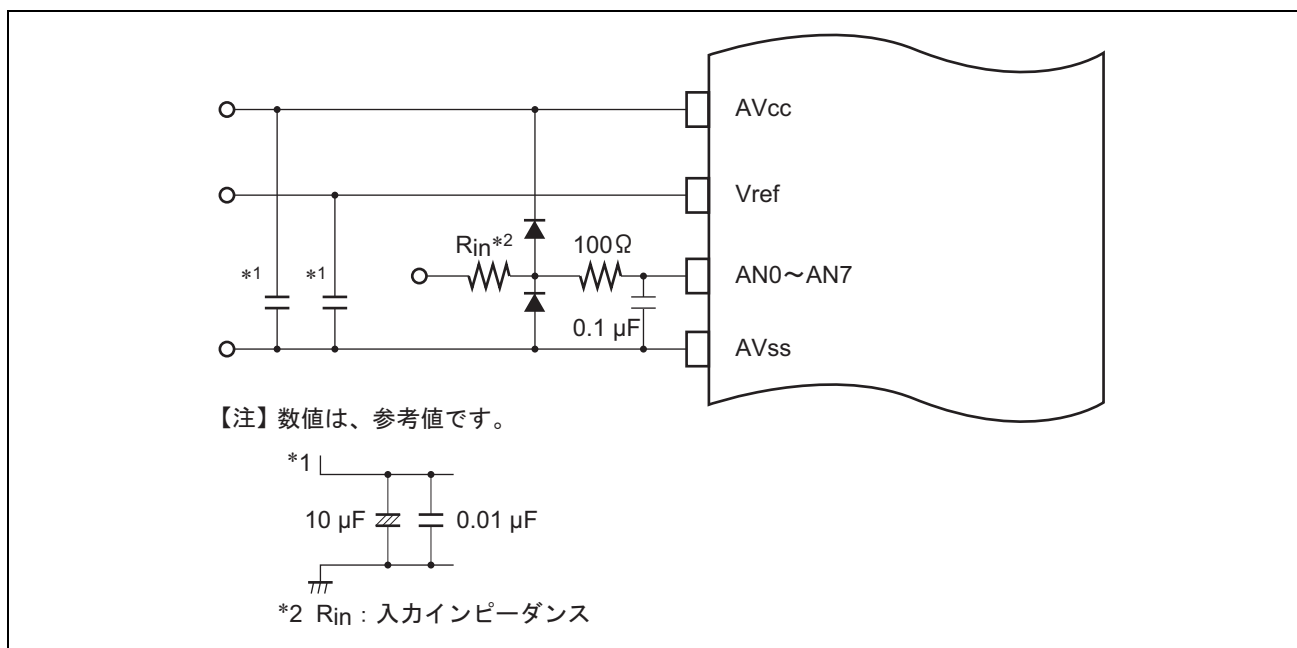 AVcc
Vref
Rin*2
100Ω
*1
*1
AN0～AN7
0.1 μF
AVss
【注】数値は、参考値です。
*1
10 μF
0.01 μF
*2 Rin : 入力インピーダンス